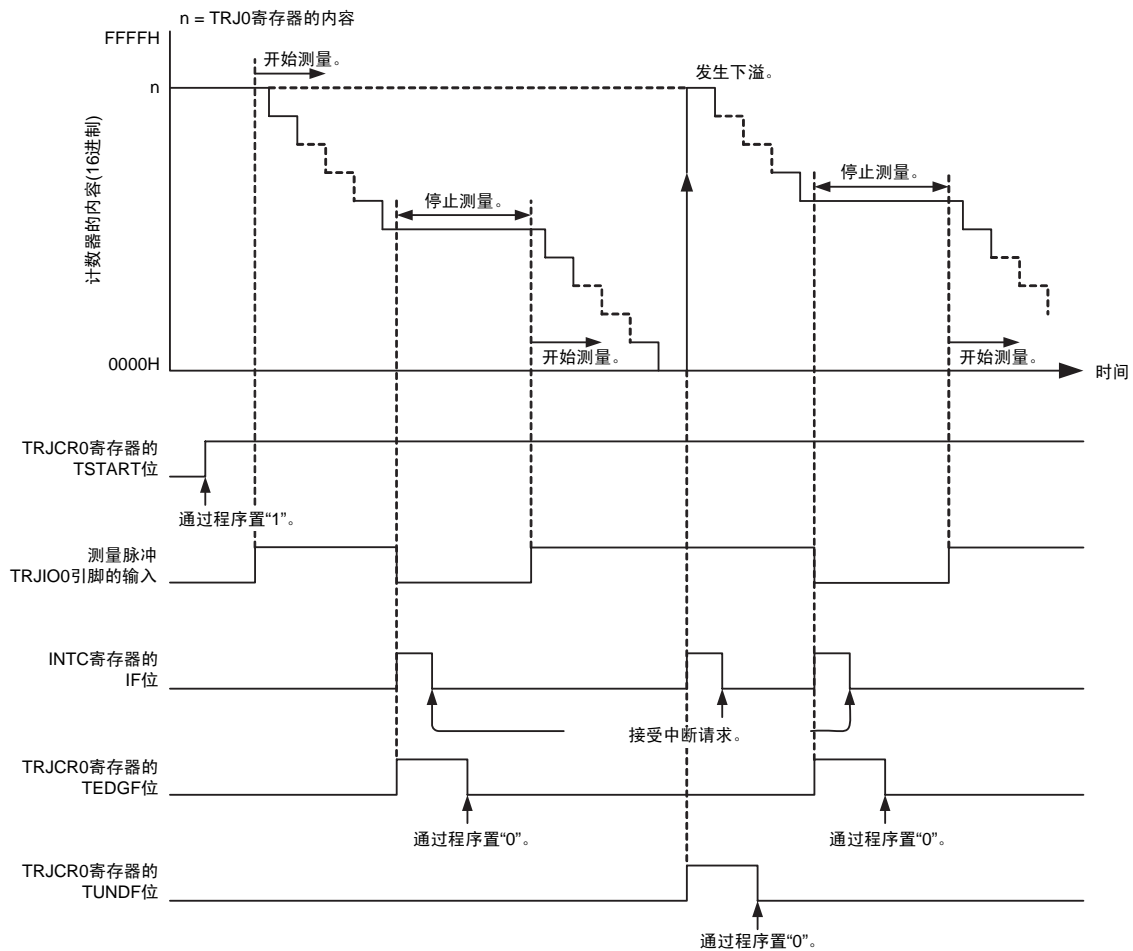 n = TRJ0寄存器的内容
FFFFH
开始测量。
发生下溢。
n
计数器的内容(16进制)
停止测量。
停止测量。
开始测量。
开始测量。
0000H
时间
TRJCR0寄存器的
TSTART位
通过程序置“1”。
测量脉冲
TRJIO0引脚的输入
INTC寄存器的
IF位
接受中断请求。
TRJCR0寄存器的
TEDGF位
通过程序置“0”。
通过程序置“0”。
TRJCR0寄存器的
TUNDF位
通过程序置“0”。